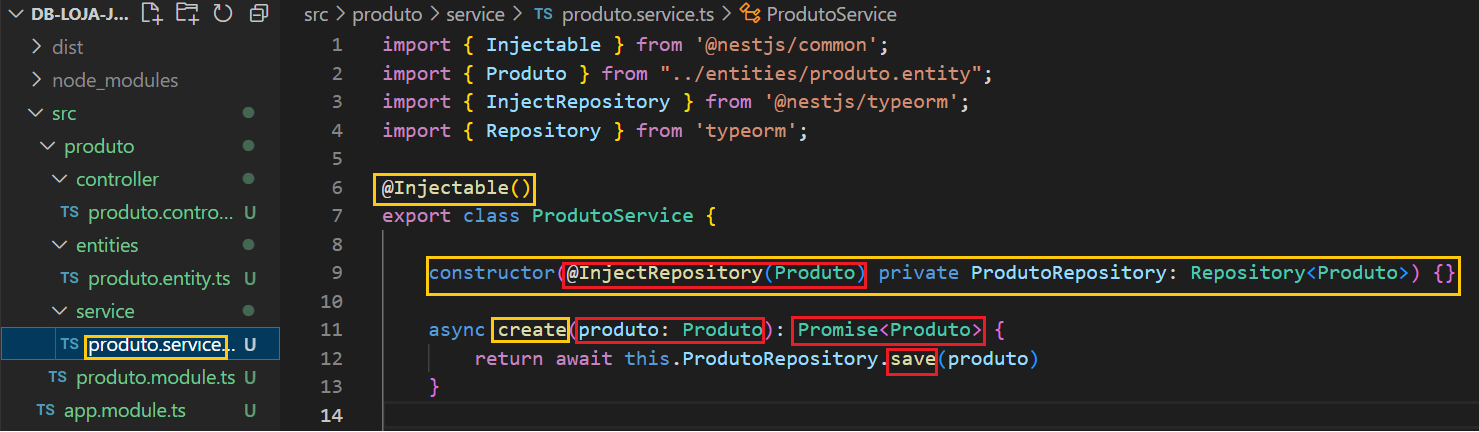 DB-LOJA-J...
dist
node_modules
src
produto
controller
TS produto.contro... U
entities
TS produto.entity.ts U
service
TS produto.service... U
TS produto.module.ts U
TS app.module.ts U
src > produto > service > TS produto.service.ts > ProdutoService
1 import { Injectable } from '@nestjs/common';
2 import { Produto } from "../entities/produto.entity";
3 import { InjectRepository } from '@nestjs/typeorm';
4 import { Repository } from 'typeorm';
5
6 @Injectable()
7 export class ProdutoService {
8
9 constructor(@InjectRepository(Produto) private ProdutoRepository: Repository<Produto>) {}
10
11 async create(produto: Produto): Promise<Produto> {
12 return await this.ProdutoRepository.save(produto)
13 }
14